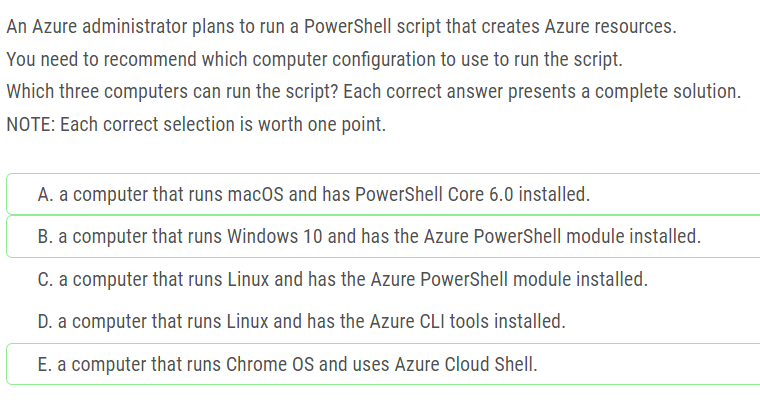 An Azure administrator plans to run a PowerShell script that creates Azure resources.
You need to recommend which computer configuration to use to run the script.
Which three computers can run the script? Each correct answer presents a complete solution.
NOTE: Each correct selection is worth one point.
A. a computer that runs macOS and has PowerShell Core 6.0 installed.
B. a computer that runs Windows 10 and has the Azure PowerShell module installed.
C. a computer that runs Linux and has the Azure PowerShell module installed.
D. a computer that runs Linux and has the Azure CLI tools installed.
E. a computer that runs Chrome OS and uses Azure Cloud Shell.